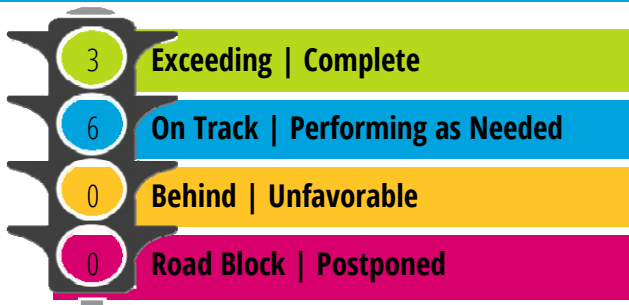 3 Exceeding | Complete
6 On Track | Performing as Needed
0 Behind | Unfavorable
0 Road Block | Postponed